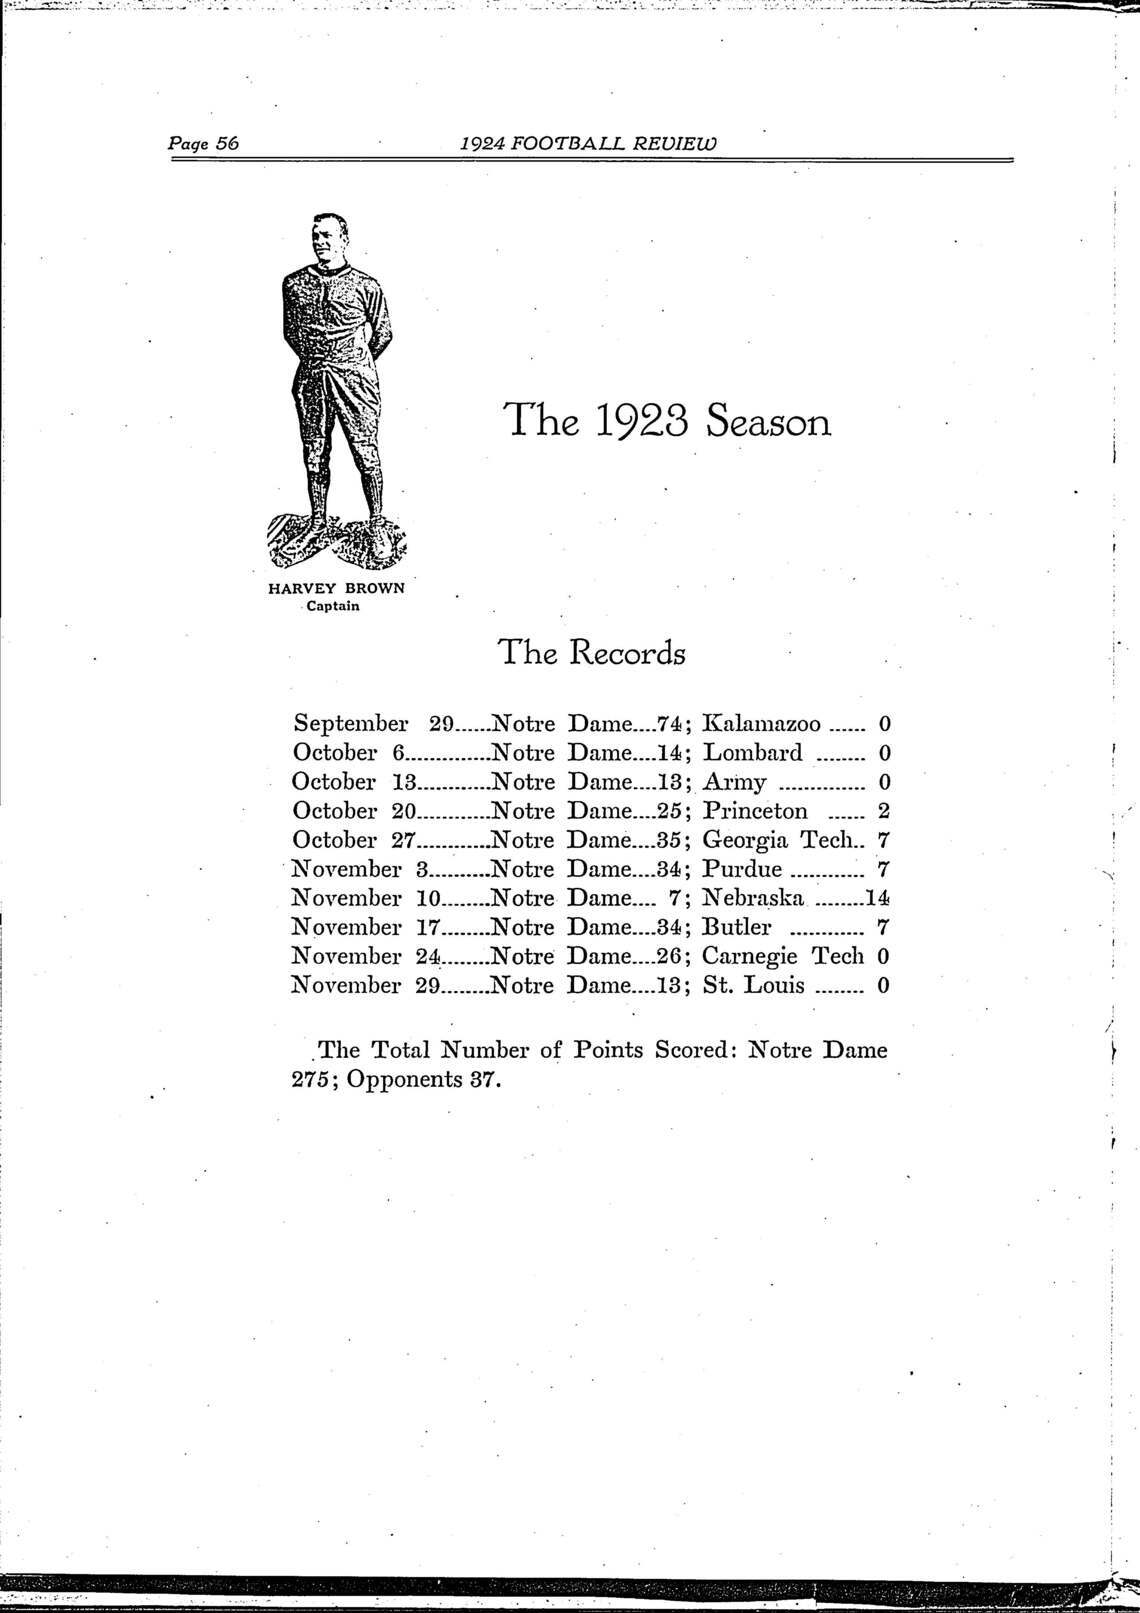 Page 56
1924 FOOTBALL REVIEW
The 1923 Season
HARVEY BROWN
Captain
The Records
September 29......Notre Dame....74; Kalamazoo ...... 0
October 6..............Notre Dame....14; Lombard ........ 0
October 13............Notre Dame....13; Army .............. 0
October 20............Notre Dame....25; Princeton ...... 2
October 27............Notre Dame....35; Georgia Tech.. 7
November 3..........Notre Dame....34; Purdue ............ 7
November 10........Notre Dame.... 7; Nebraska ........14
November 17........Notre Dame....34; Butler ............ 7
November 24........Notre Dame....26; Carnegie Tech 0
November 29........Notre Dame....13; St. Louis ........ 0
The Total Number of Points Scored: Notre Dame
275; Opponents 37.